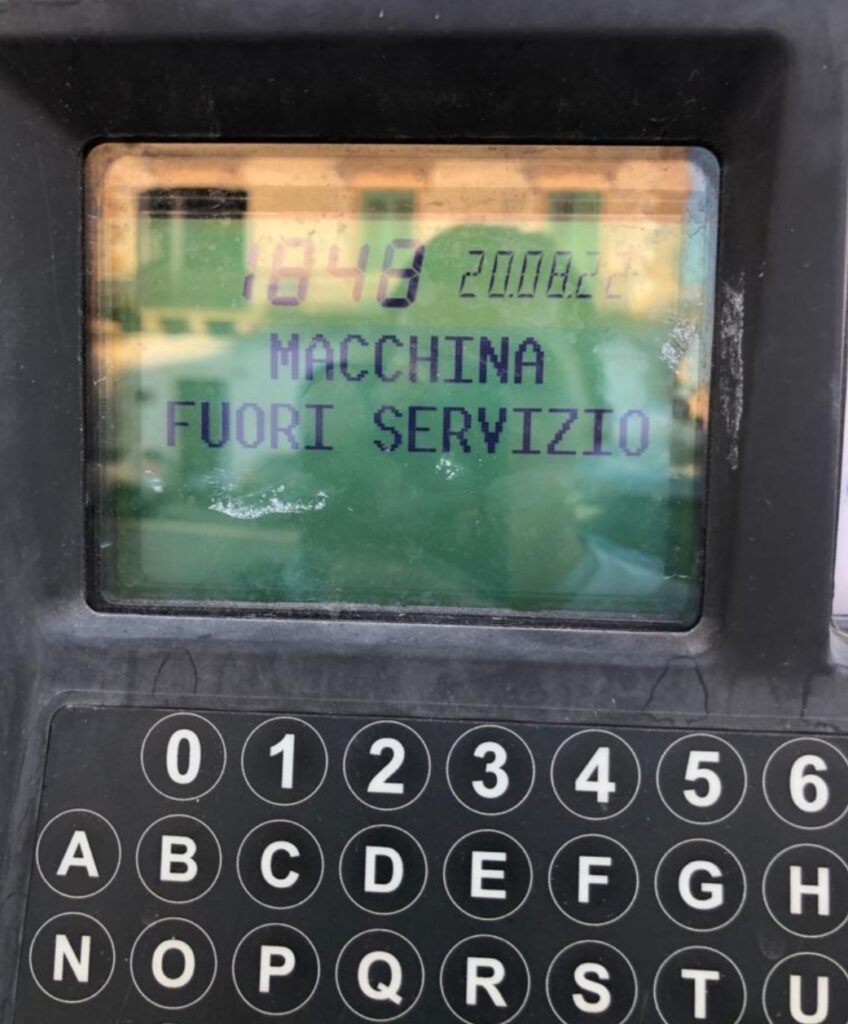 1848 20.08.22
MACCHINA
FUORI SERVIZIO
0 1 2 3 4 5 6
A B C D E F G H
N O P Q R S T U